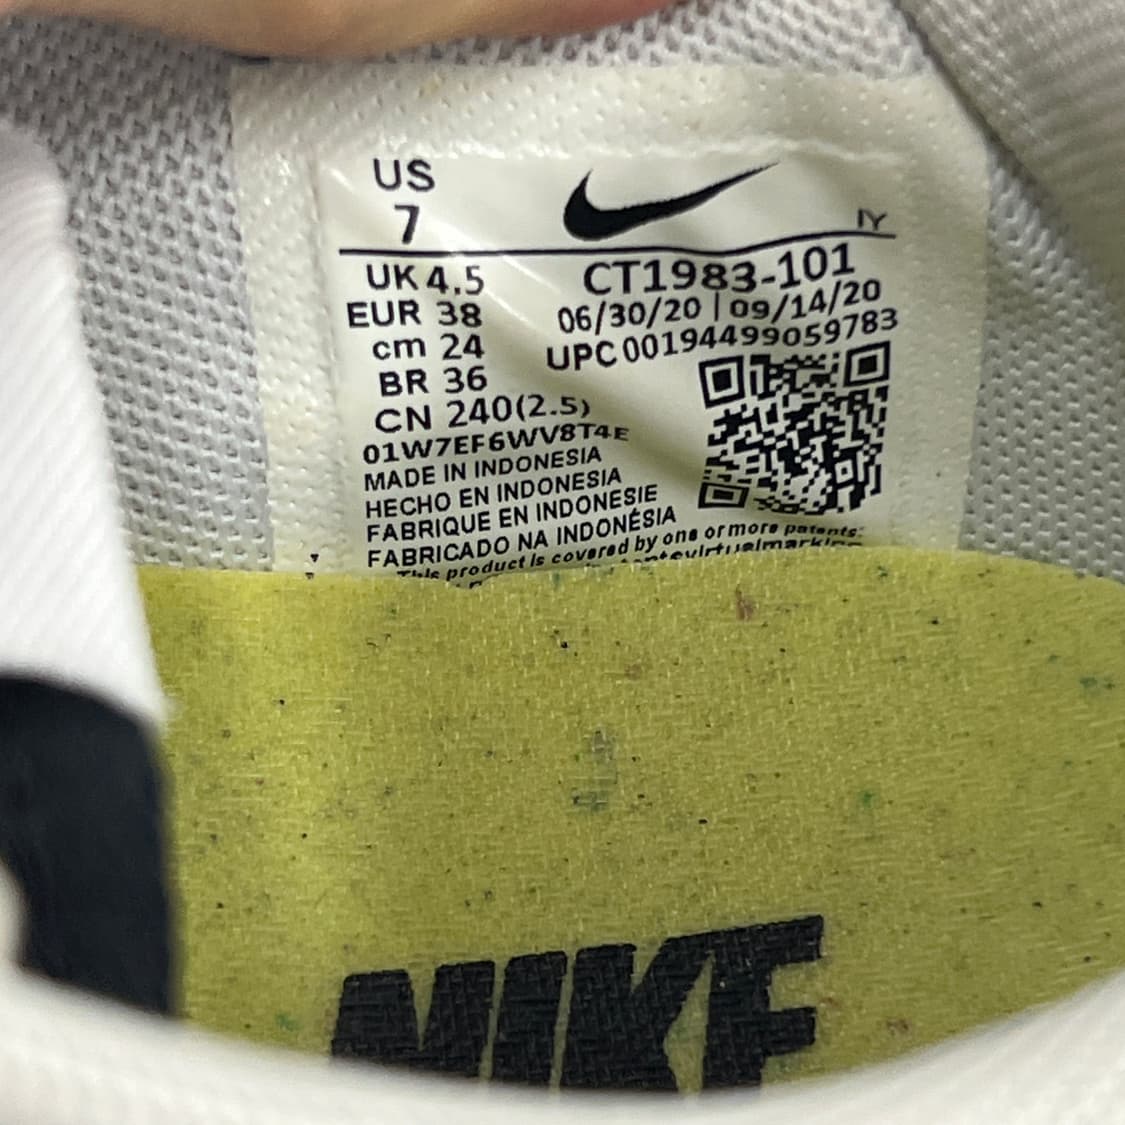 US
7
IY
UK 4,5
CT1983-101
EUR 38
06/30/20 | 09/14/20
cm 24
UPC 00194499059783
BR 36
CN 240(2.5)
01W7EF6WV8T4E
MADE IN INDONESIA
HECHO EN INDONESIA
FABRIQUE EN INDONESIE
FABRICADO NA INDONÉSIA
This product is covered by one or more patents:
NIKE